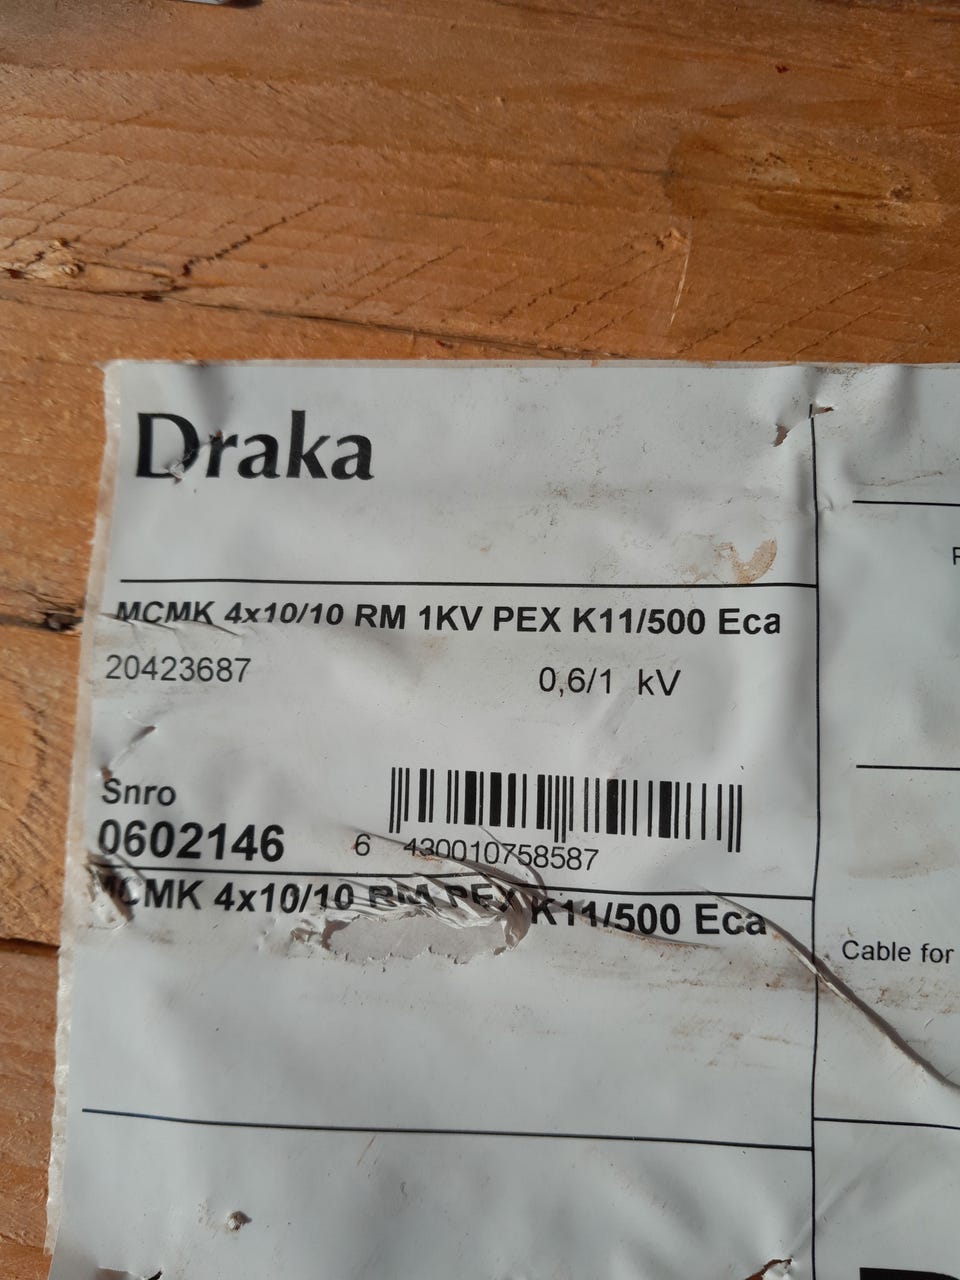 Draka
MCMK 4x10/10 RM 1KV PEX K11/500 Eca
20423687
0,6/1 kV
Snro
0602146
6 430010758587
MCMK 4x10/10 RM PEX K11/500 Eca
Cable for